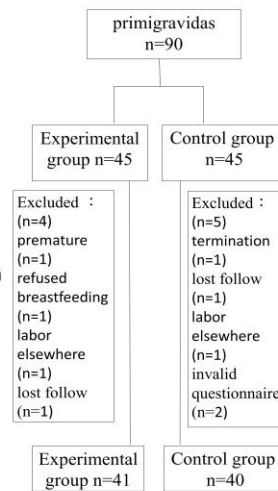 primigravidas
n=90
Experimental
group n=45
Control group
n=45
Excluded：
(n=4)
premature
(n=1)
refused
breastfeeding
(n=1)
labor
elsewhere
(n=1)
lost follow
(n=1)
Excluded：
(n=5)
termination
(n=1)
lost follow
(n=1)
labor
elsewhere
(n=1)
invalid
questionnaire
(n=2)
Experimental
group n=41
Control group
n=40